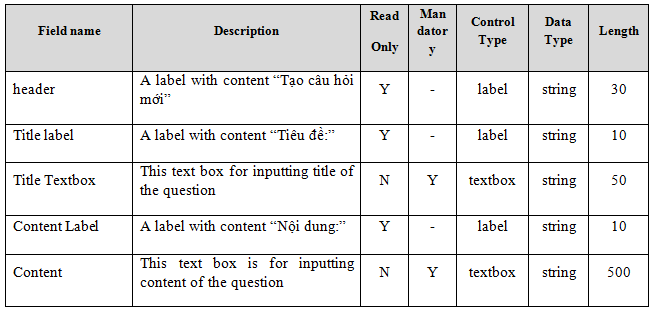 Field name Description Read Only Man dator y Control Type Data Type Length
header A label with content “Tạo câu hỏi mới” Y - label string 30
Title label A label with content “Tiêu đề:” Y - label string 10
Title Textbox This text box for inputting title of the question N Y textbox string 50
Content Label A label with content “Nội dung:” Y - label string 10
Content This text box is for inputting content of the question N Y textbox string 500